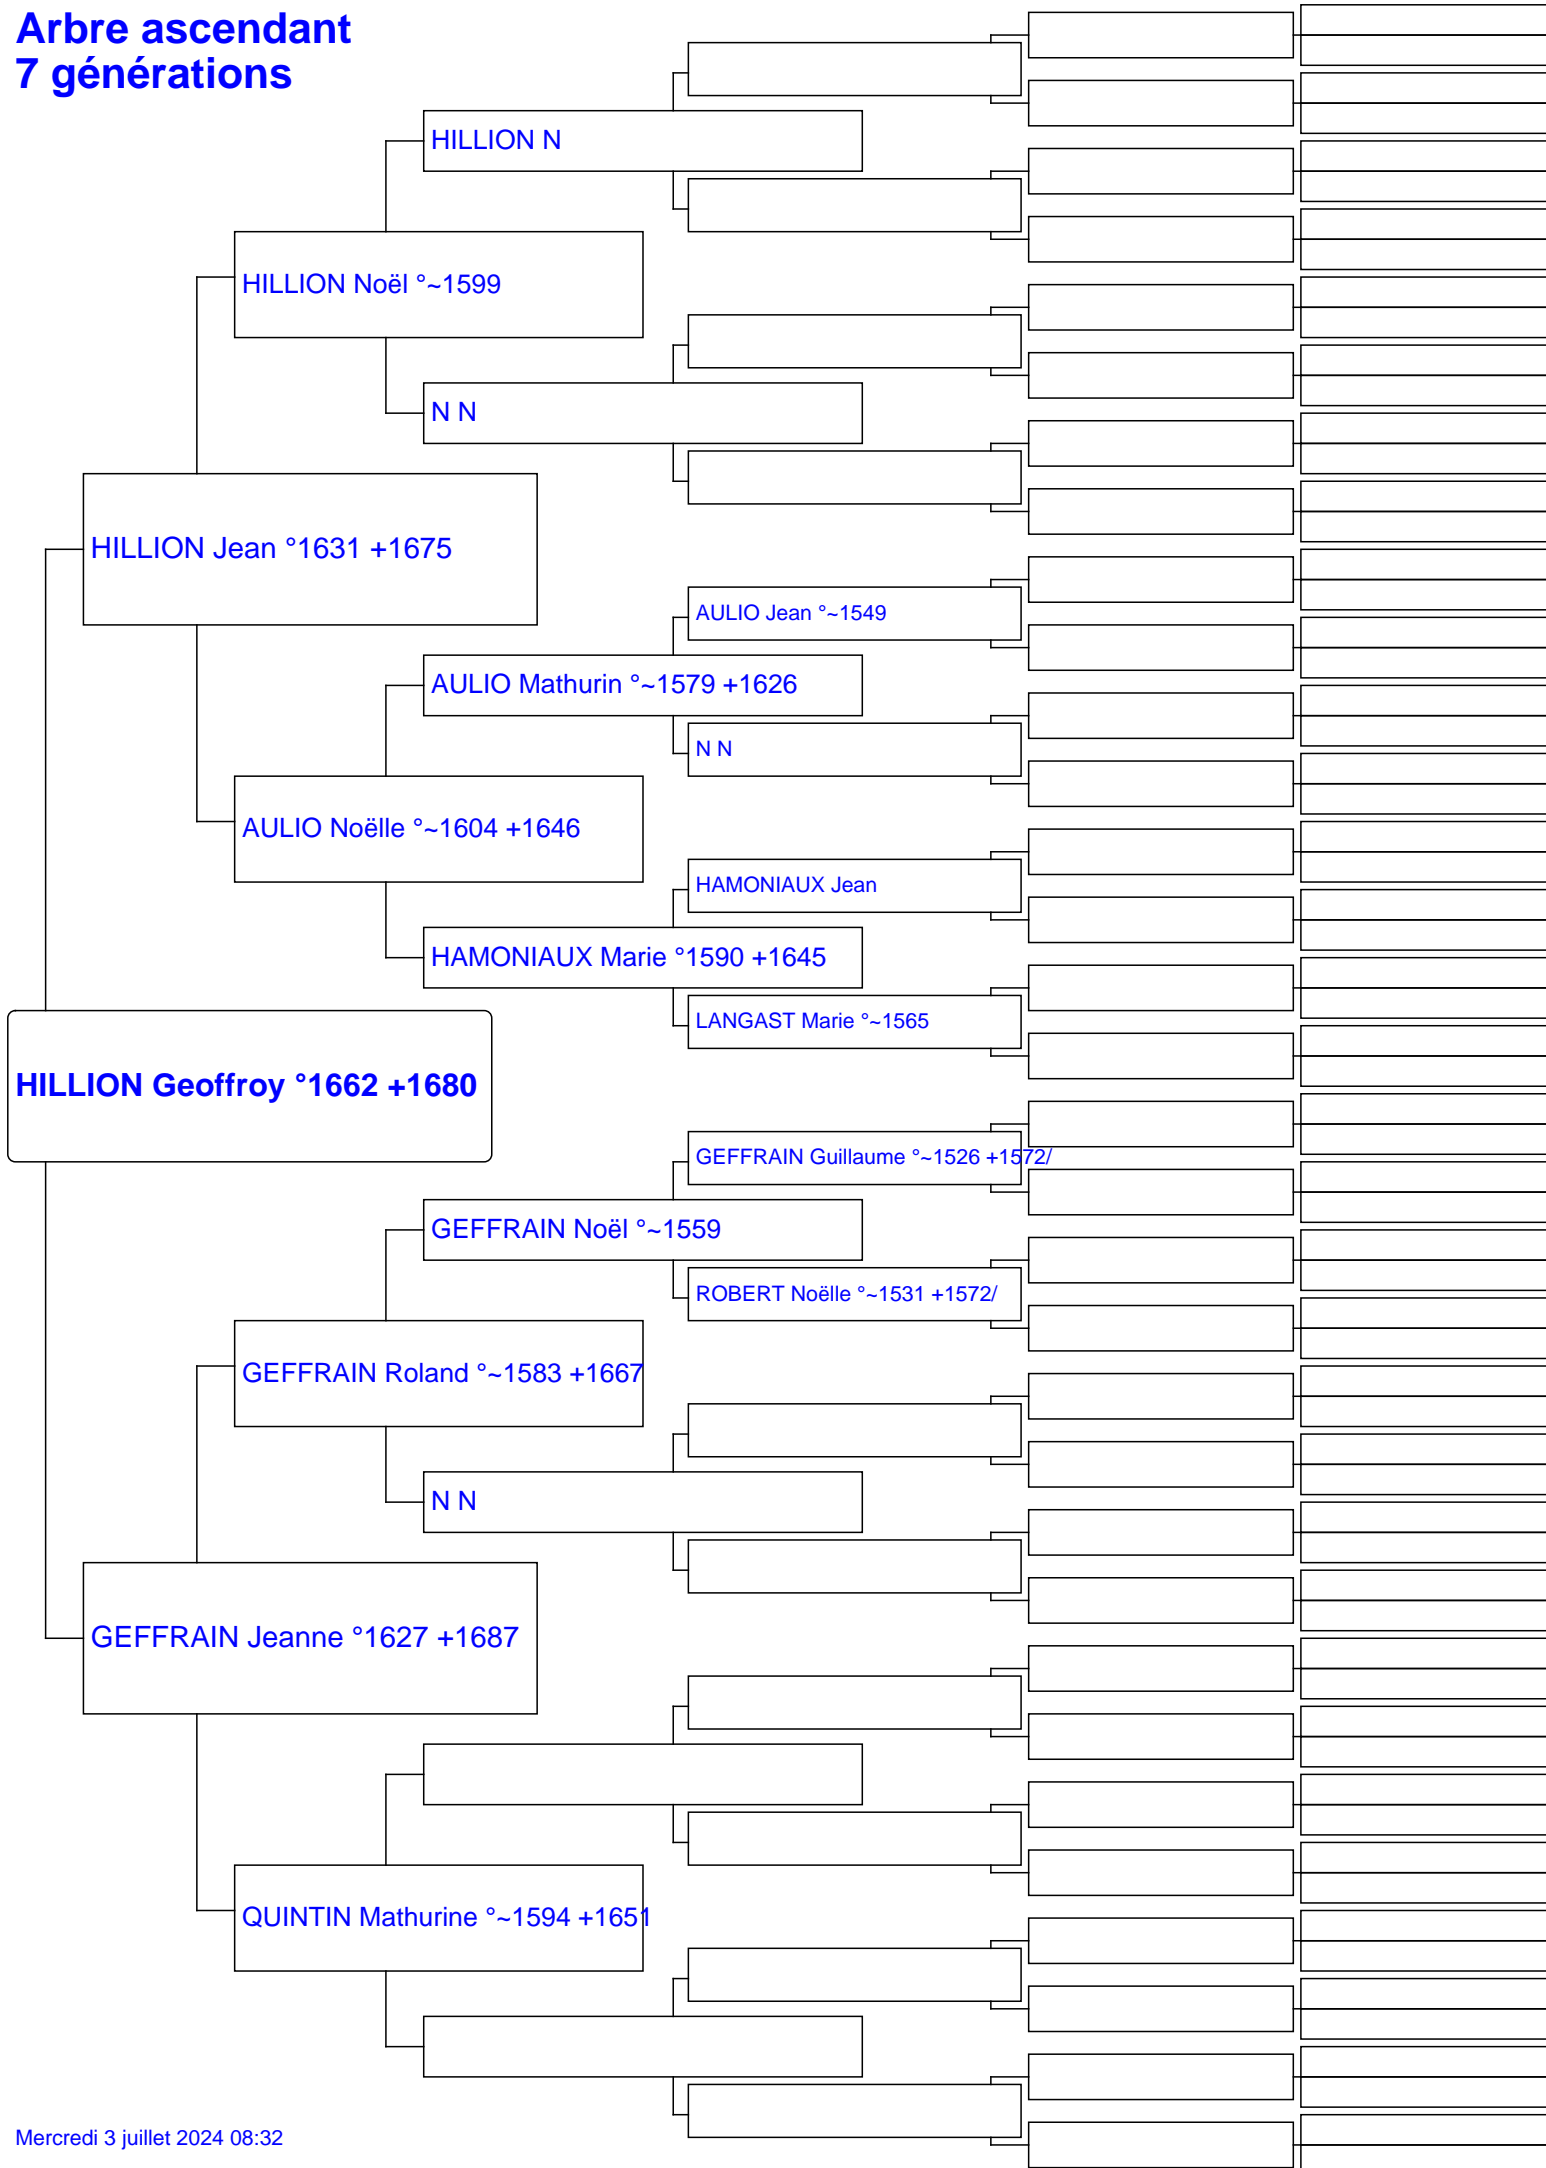 Arbre ascendant
7 générations
HILLION N
HILLION Noël °~1599
N N
HILLION Jean °1631 +1675
AULIO Jean °~1549
AULIO Mathurin °~1579 +1626
N N
AULIO Noëlle °~1604 +1646
HAMONIAUX Jean
HAMONIAUX Marie °1590 +1645
LANGAST Marie °~1565
HILLION Geoffroy °1662 +1680
GEFFRAIN Guillaume °~1526 +1572/
GEFFRAIN Noël °~1559
ROBERT Noëlle °~1531 +1572/
GEFFRAIN Roland °~1583 +1667
N N
GEFFRAIN Jeanne °1627 +1687
QUINTIN Mathurine °~1594 +1651
Mercredi 3 juillet 2024 08:32